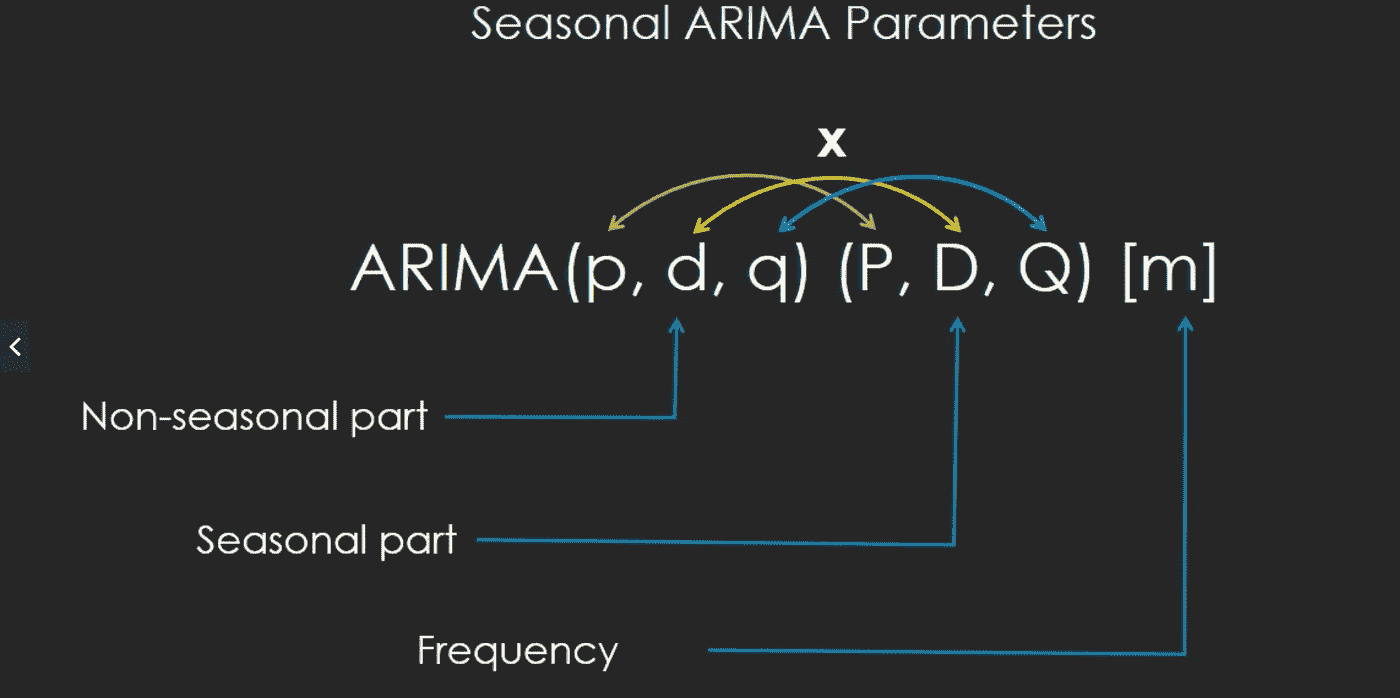 Seasonal ARIMA Parameters
x
ARIMA(p, d, q) (P, D, Q) [m]
Non-seasonal part
Seasonal part
Frequency